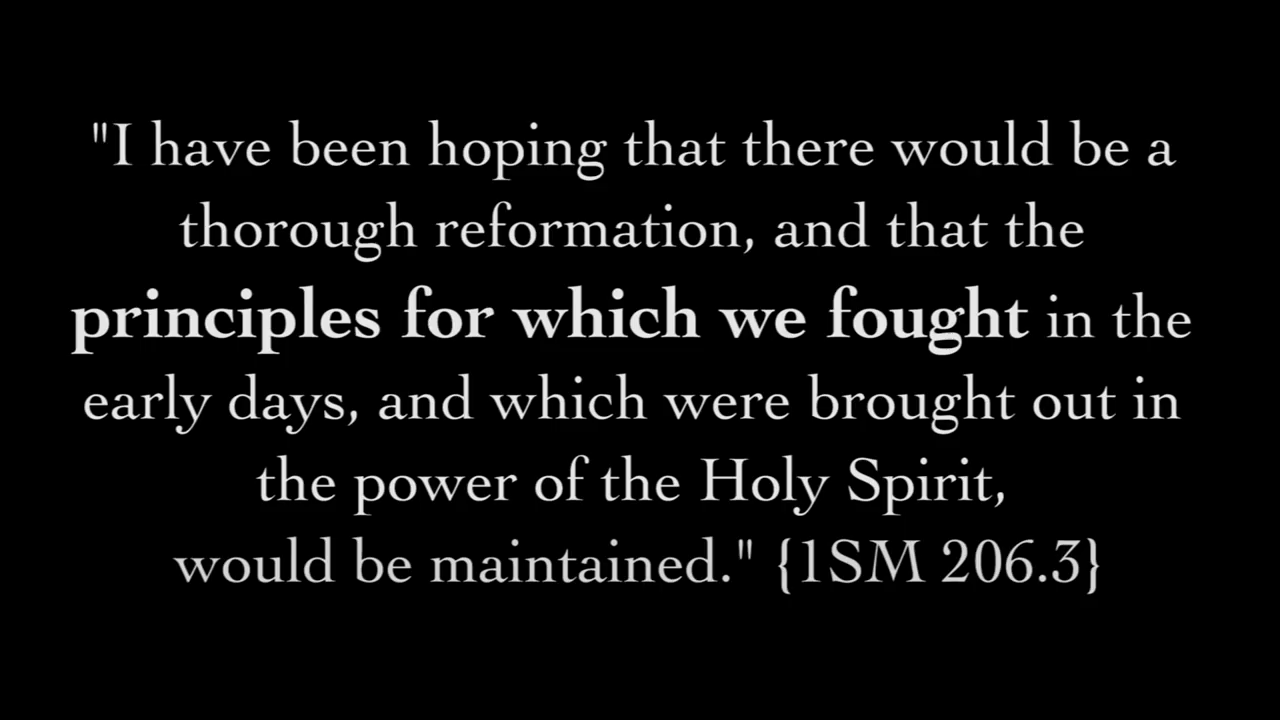 "I have been hoping that there would be a
thorough reformation, and that the
principles for which we fought in the
early days, and which were brought out in
the power of the Holy Spirit,
would be maintained." {1SM 206.3}